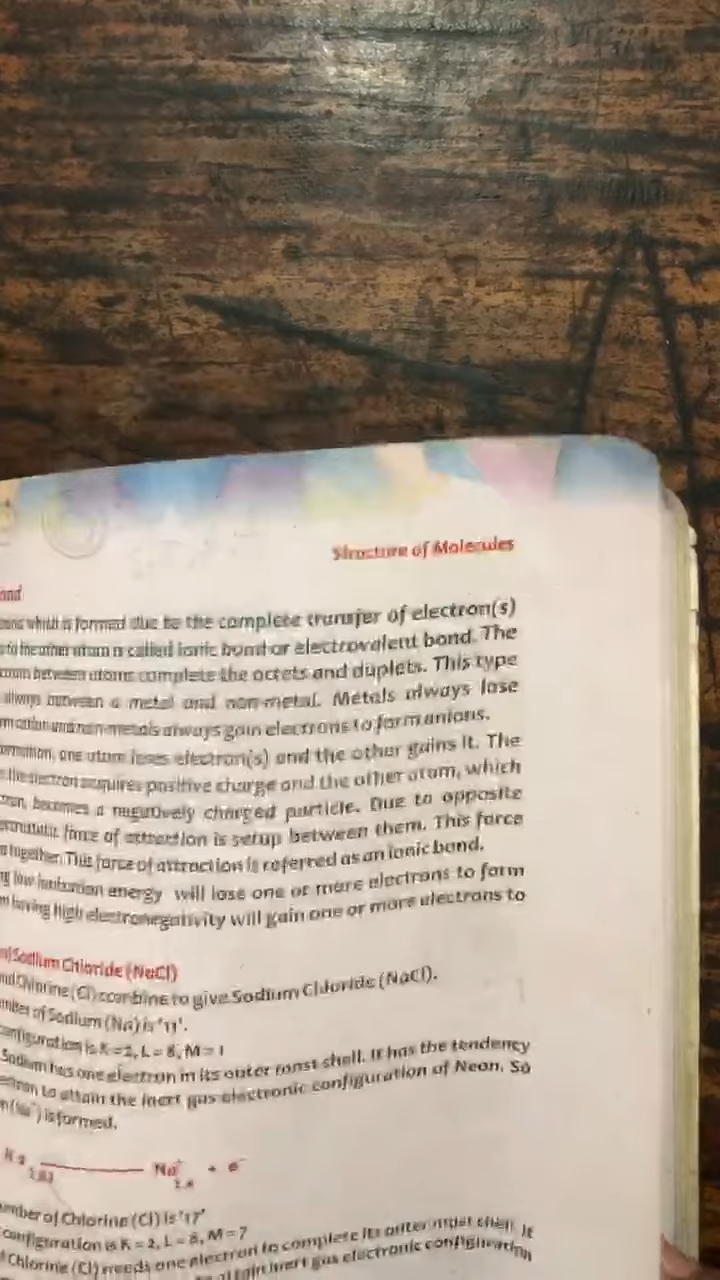 Structure of Molecules
which is formed due to the complete transfer of electron(s)
to the other atom is called ionic bond or electrovalent bond. The
between atoms complete the octets and duplets. This type
always between a metal and non-metal. Metals always lose
and non-metals always gain electrons to form anions.
one atom loses electron(s) and the other gains it. The
the electron acquires positive charge and the other atom, which
becomes a negatively charged particle. Due to opposite
force of attraction is setup between them. This force
together. This force of attraction is referred as an ionic bond.
low ionization energy will lose one or more electrons to form
having high electronegativity will gain one or more electrons to
of Sodium Chloride (NaCl)
Chlorine (Cl) combine to give Sodium Chloride (NaCl).
of Sodium (Na) is '11'.
configuration is K = 2, L = 8, M = 1
Sodium has one electron in its outer most shell. It has the tendency
to attain the inert gas electronic configuration of Neon. So
is formed.
Na⁺ + e⁻
of Chlorine (Cl) is '17'
configuration is K = 2, L = 8, M = 7
Chlorine (Cl) needs one electron to complete its outer most shell. It
inert gas electronic configuration